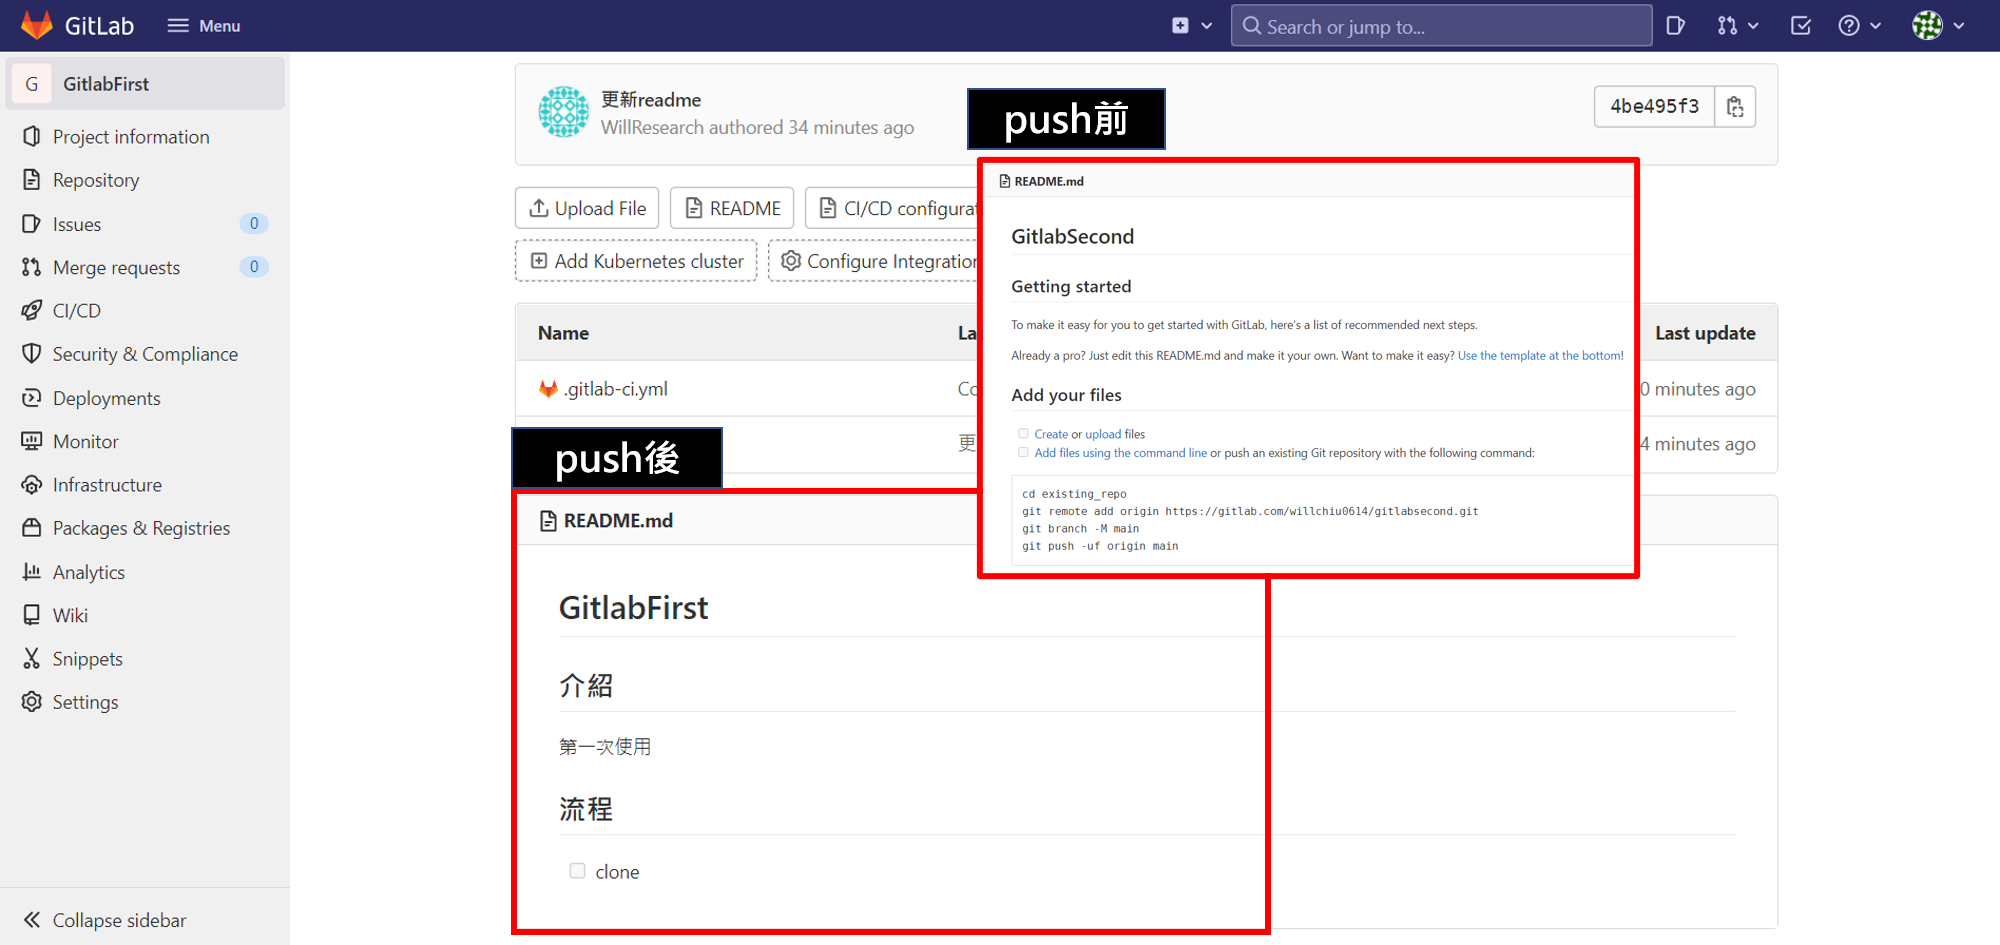 GitLab
Menu
Search or jump to...
G GitlabFirst
Project information
Repository
Issues 0
Merge requests 0
CI/CD
Security & Compliance
Deployments
Monitor
Infrastructure
Packages & Registries
Analytics
Wiki
Snippets
Settings
Collapse sidebar
更新readme
WillResearch authored 34 minutes ago
4be495f3
push前
Upload File
README
CI/CD configurat
Add Kubernetes cluster
Configure Integration
Name
La
Last update
.gitlab-ci.yml
Co
0 minutes ago
更
4 minutes ago
README.md
GitlabSecond
Getting started
To make it easy for you to get started with GitLab, here's a list of recommended next steps.
Already a pro? Just edit this README.md and make it your own. Want to make it easy? Use the template at the bottom!
Add your files
Create or upload files
Add files using the command line or push an existing Git repository with the following command:
cd existing_repo
git remote add origin https://gitlab.com/willchiu0614/gitlabsecond.git
git branch -M main
git push -uf origin main
push後
README.md
GitlabFirst
介紹
第一次使用
流程
clone